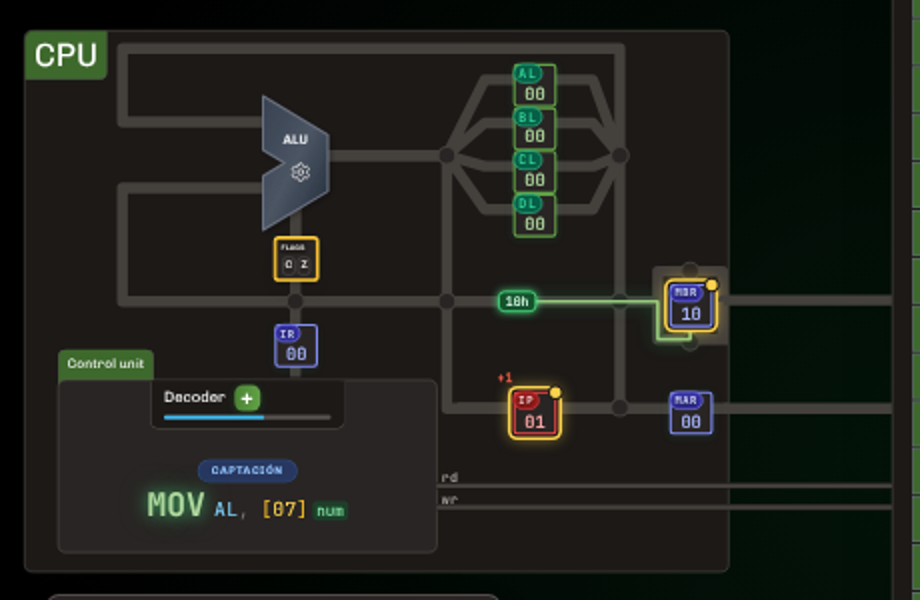 CPU
AL
00
BL
00
CL
00
DL
00
ALU
FLAGS
C Z
IR
00
10h
MBR
10
+1
IP
01
MAR
00
Control unit
Decoder +
CAPTACIÓN
MOV AL, [07] num
rd
wr